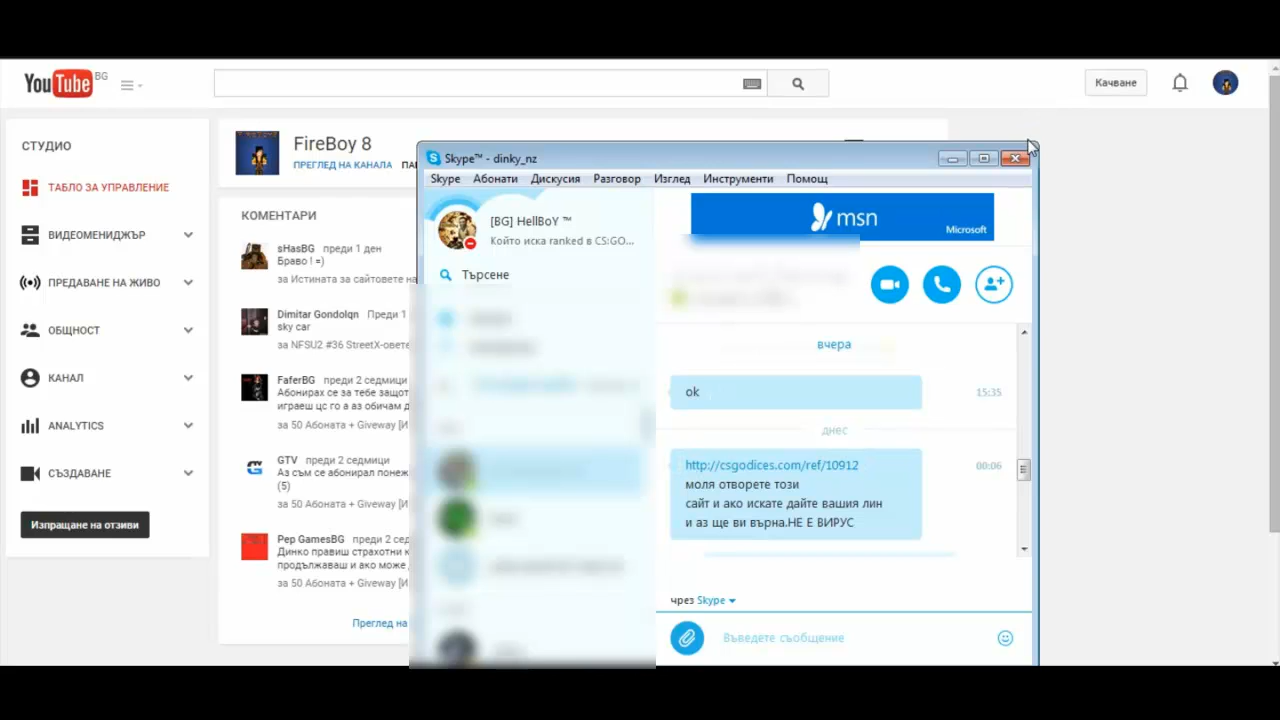 YouTube BG
Качване
СТУДИО
ТАБЛО ЗА УПРАВЛЕНИЕ
ВИДЕОМЕНИДЖЪР
ПРЕДАВАНЕ НА ЖИВО
ОБЩНОСТ
КАНАЛ
ANALYTICS
СЪЗДАВАНЕ
Изпращане на отзиви
FireBoy 8
ПРЕГЛЕД НА КАНАЛА
КОМЕНТАРИ
sHasBG преди 1 ден
Браво ! =)
за Истината за сайтовете на
Dimitar Gondolqn Преди 1
sky car
за NFSU2 #36 StreetX-овете
FaferBG преди 2 седмици
Абонирах се за тебе защот
играеш цс го а аз обичам д
за 50 Абоната + Giveway [И
GTV преди 2 седмици
Аз съм се абонирал понеж
(5)
за 50 Абоната + Giveway [И
Pep GamesBG преди 2 сед
Динко правиш страхотни к
продължаваш и ако може
за 50 Абоната + Giveway [И
Преглед на
Skype™ - dinky_nz
Skype Абонати Дискусия Разговор Изглед Инструменти Помощ
[BG] HellBoY ™
Който иска ranked в CS:GO...
Търсене
msn
Microsoft
вчера
ok 15:35
днес
http://csgodices.com/ref/10912 00:06
моля отворете този
сайт и ако искате дайте вашия лин
и аз ще ви върна.НЕ Е ВИРУС
чрез Skype
Въведете съобщение